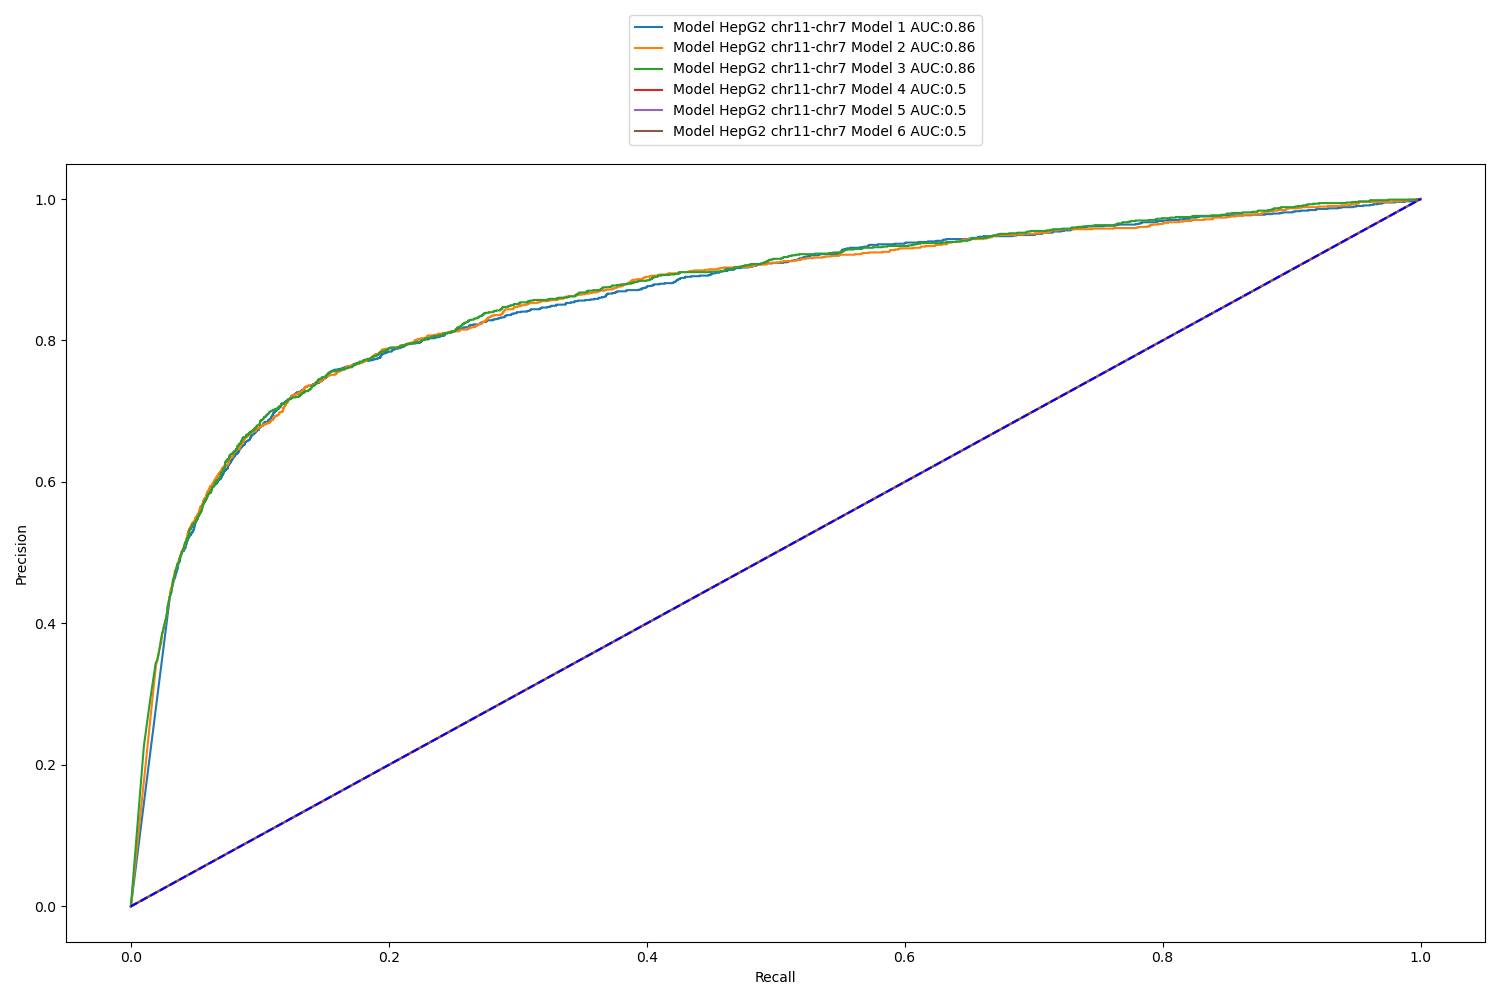 Model HepG2 chr11-chr7 Model 1 AUC:0.86
Model HepG2 chr11-chr7 Model 2 AUC:0.86
Model HepG2 chr11-chr7 Model 3 AUC:0.86
Model HepG2 chr11-chr7 Model 4 AUC:0.5
Model HepG2 chr11-chr7 Model 5 AUC:0.5
Model HepG2 chr11-chr7 Model 6 AUC:0.5
1.0
0.8
0.6
0.4
0.2
0.0
Precision
0.0 0.2 0.4 0.6 0.8 1.0
Recall